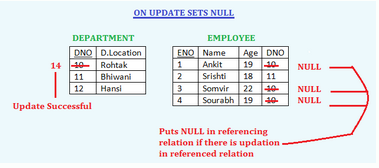 ON UPDATE SETS NULL
DEPARTMENT
DNO D.Location
14 10 Rohtak
11 Bhiwani
12 Hansi
Update Successful
EMPLOYEE
ENO Name Age DNO
1 Ankit 19 10 NULL
2 Srishti 18 11
3 Somvir 22 10 NULL
4 Sourabh 19 10 NULL
Puts NULL in referencing
relation if there is updation
in referenced relation